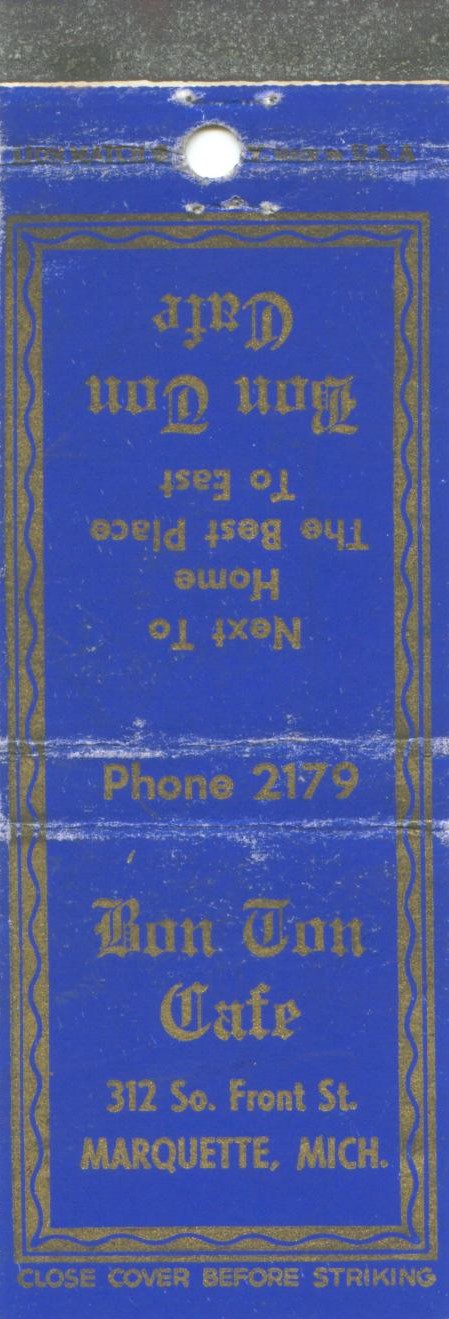 U.S.A.
Next To
Home
The Best Place
To East
Bon Ton
Cafe
Phone 2179
Bon Ton
Cafe
312 So. Front St.
MARQUETTE, MICH.
CLOSE COVER BEFORE STRIKING